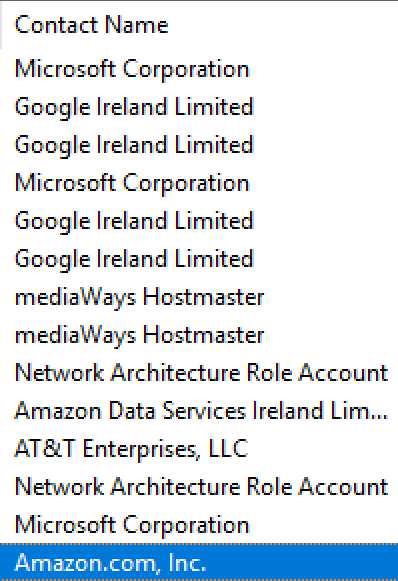 Contact Name
Microsoft Corporation
Google Ireland Limited
Google Ireland Limited
Microsoft Corporation
Google Ireland Limited
Google Ireland Limited
mediaWays Hostmaster
mediaWays Hostmaster
Network Architecture Role Account
Amazon Data Services Ireland Lim...
AT&T Enterprises, LLC
Network Architecture Role Account
Microsoft Corporation
Amazon.com, Inc.